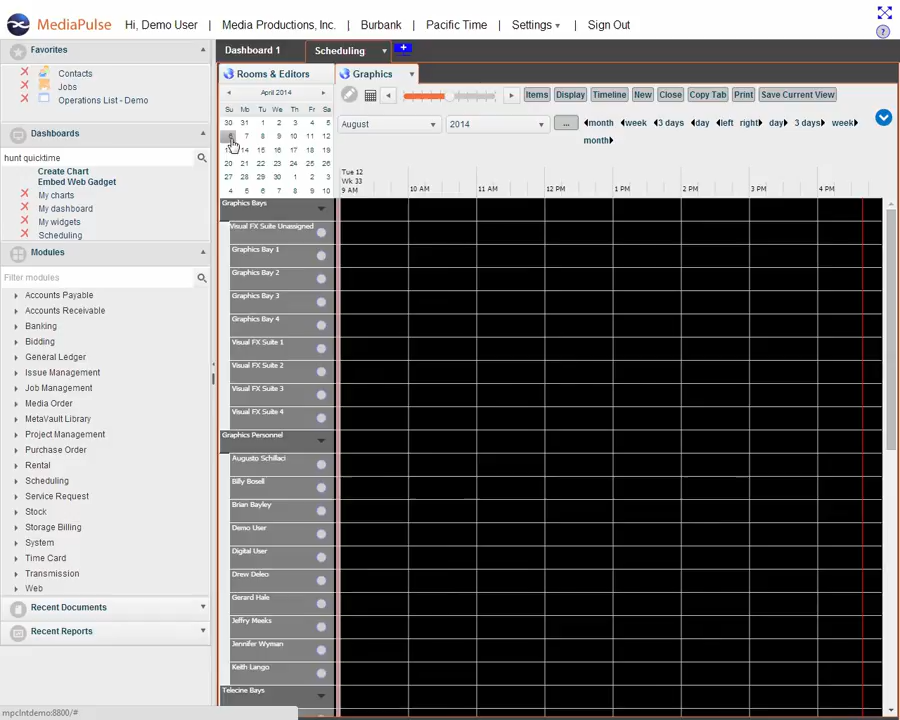 MediaPulse Hi, Demo User | Media Productions, Inc. | Burbank | Pacific Time | Settings | Sign Out
Favorites
Contacts
Jobs
Operations List - Demo
Dashboards
hunt quicktime
Create Chart
Embed Web Gadget
My charts
My dashboard
My widgets
Scheduling
Modules
Filter modules
Accounts Payable
Accounts Receivable
Banking
Bidding
General Ledger
Issue Management
Job Management
Media Order
MetaVault Library
Project Management
Purchase Order
Rental
Scheduling
Service Request
Stock
Storage Billing
System
Time Card
Transmission
Web
Recent Documents
Recent Reports
mpclntdemo:8800/#
Dashboard 1 Scheduling +
Rooms & Editors Graphics
April 2014
Su Mo Tu We Th Fr Sa
30 31 1 2 3 4 5
6 7 8 9 10 11 12
14 15 16 17 18 19
20 21 22 23 24 25 26
27 28 29 30 1 2 3
4 5 6 7 8 9 10
Items Display Timeline New Close Copy Tab Print Save Current View
August 2014 ... month week 3 days day left right day 3 days week
month
Tue 12
Wk 33
9 AM 10 AM 11 AM 12 PM 1 PM 2 PM 3 PM 4 PM
Graphics Bays
Visual FX Suite Unassigned
Graphics Bay 1
Graphics Bay 2
Graphics Bay 3
Graphics Bay 4
Visual FX Suite 1
Visual FX Suite 2
Visual FX Suite 3
Visual FX Suite 4
Graphics Personnel
Augusto Schillaci
Billy Bosell
Brian Bayley
Demo User
Digital User
Drew Deleo
Gerard Hale
Jeffry Meeks
Jennifer Wyman
Keith Lango
Telecine Bays